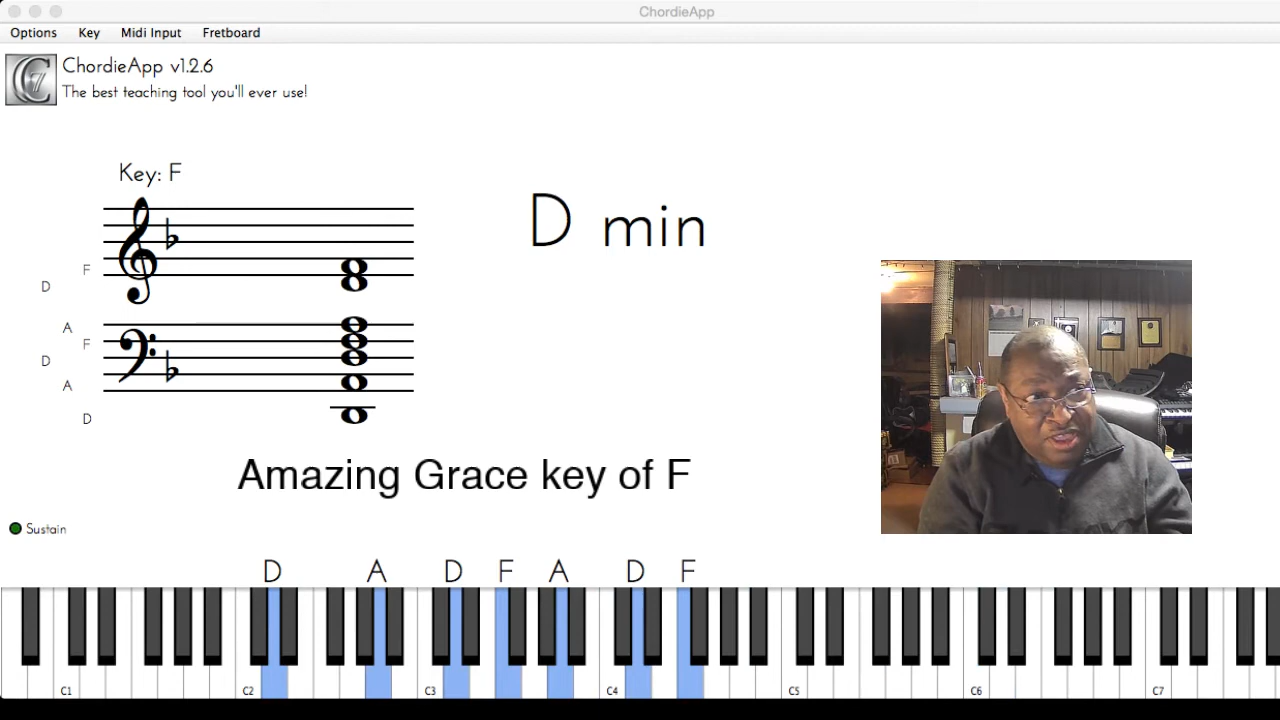 ChordieApp
Options Key Midi Input Fretboard
ChordieApp v1.2.6
The best teaching tool you'll ever use!
Key: F
D min
F
D
A
F
D
A
D
Amazing Grace key of F
Sustain
D A D F A D F
C1 C2 C3 C4 C5 C6 C7